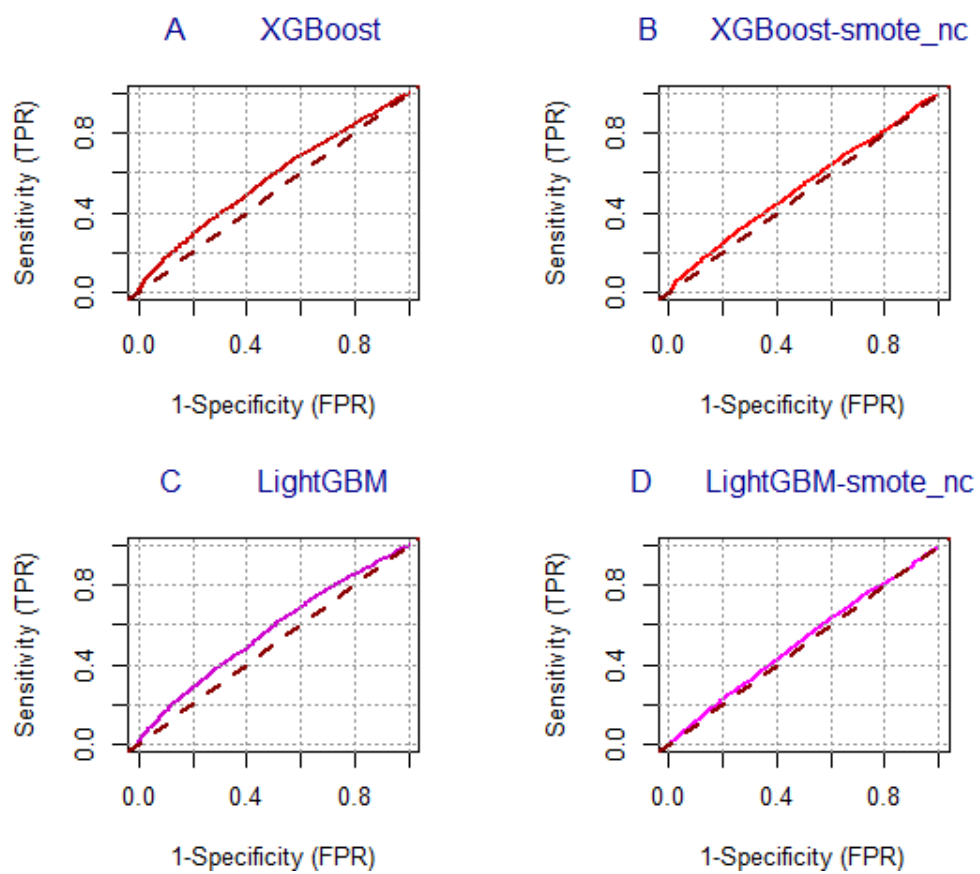 A XGBoost
Sensitivity (TPR)
0.8
0.4
0.0
0.0 0.4 0.8
1-Specificity (FPR)
B XGBoost-smote_nc
Sensitivity (TPR)
0.8
0.4
0.0
0.0 0.4 0.8
1-Specificity (FPR)
C LightGBM
Sensitivity (TPR)
0.8
0.4
0.0
0.0 0.4 0.8
1-Specificity (FPR)
D LightGBM-smote_nc
Sensitivity (TPR)
0.8
0.4
0.0
0.0 0.4 0.8
1-Specificity (FPR)